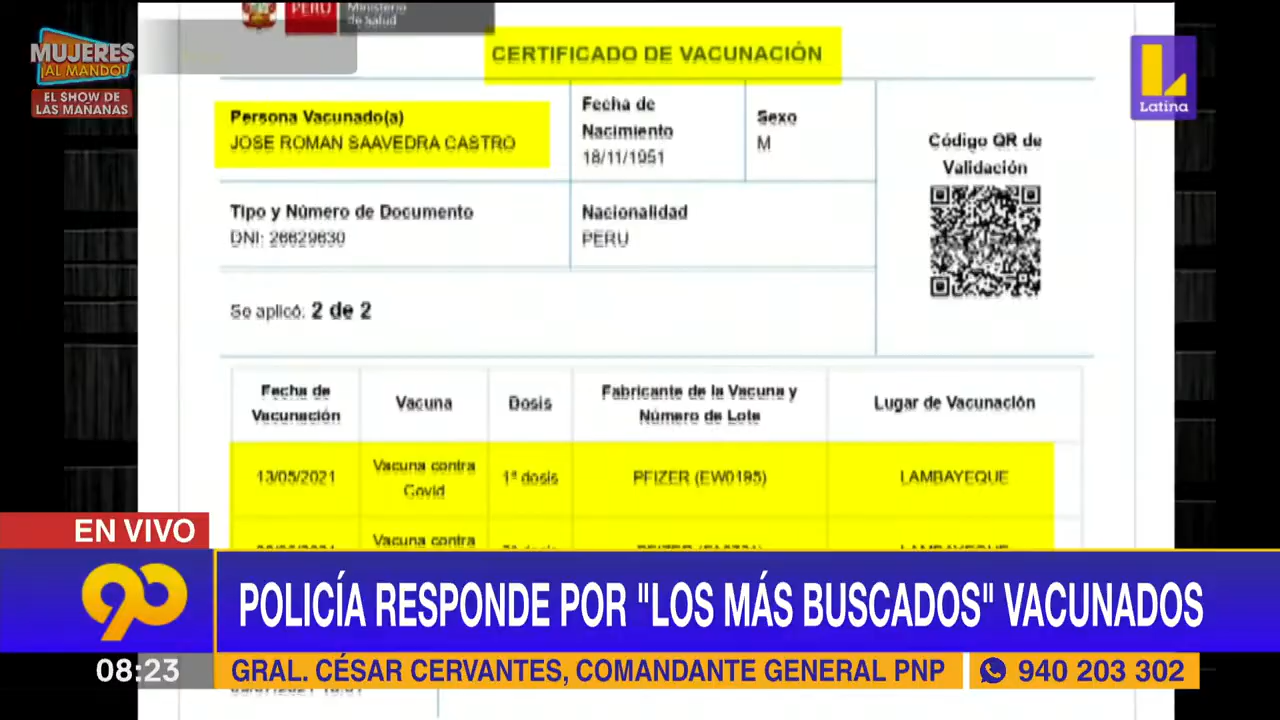 PERÚ
Ministerio
de Salud
MUJERES
¡AL MANDO!
EL SHOW DE
LAS MAÑANAS
CERTIFICADO DE VACUNACIÓN
Latina
Persona Vacunado(a)
JOSE ROMAN SAAVEDRA CASTRO
Fecha de
Nacimiento
18/11/1951
Sexo
M
Código QR de
Validación
Tipo y Número de Documento
DNI:
Nacionalidad
PERU
Se aplicó: 2 de 2
Fecha de
Vacunación
Vacuna
Dosis
Fabricante de la Vacuna y
Número de Lote
Lugar de Vacunación
13/05/2021
Vacuna contra
Covid
1ª dosis
PFIZER (EW0195)
LAMBAYEQUE
Vacuna contra
EN VIVO
90
POLICÍA RESPONDE POR "LOS MÁS BUSCADOS" VACUNADOS
08:23
GRAL. CÉSAR CERVANTES, COMANDANTE GENERAL PNP
940 203 302